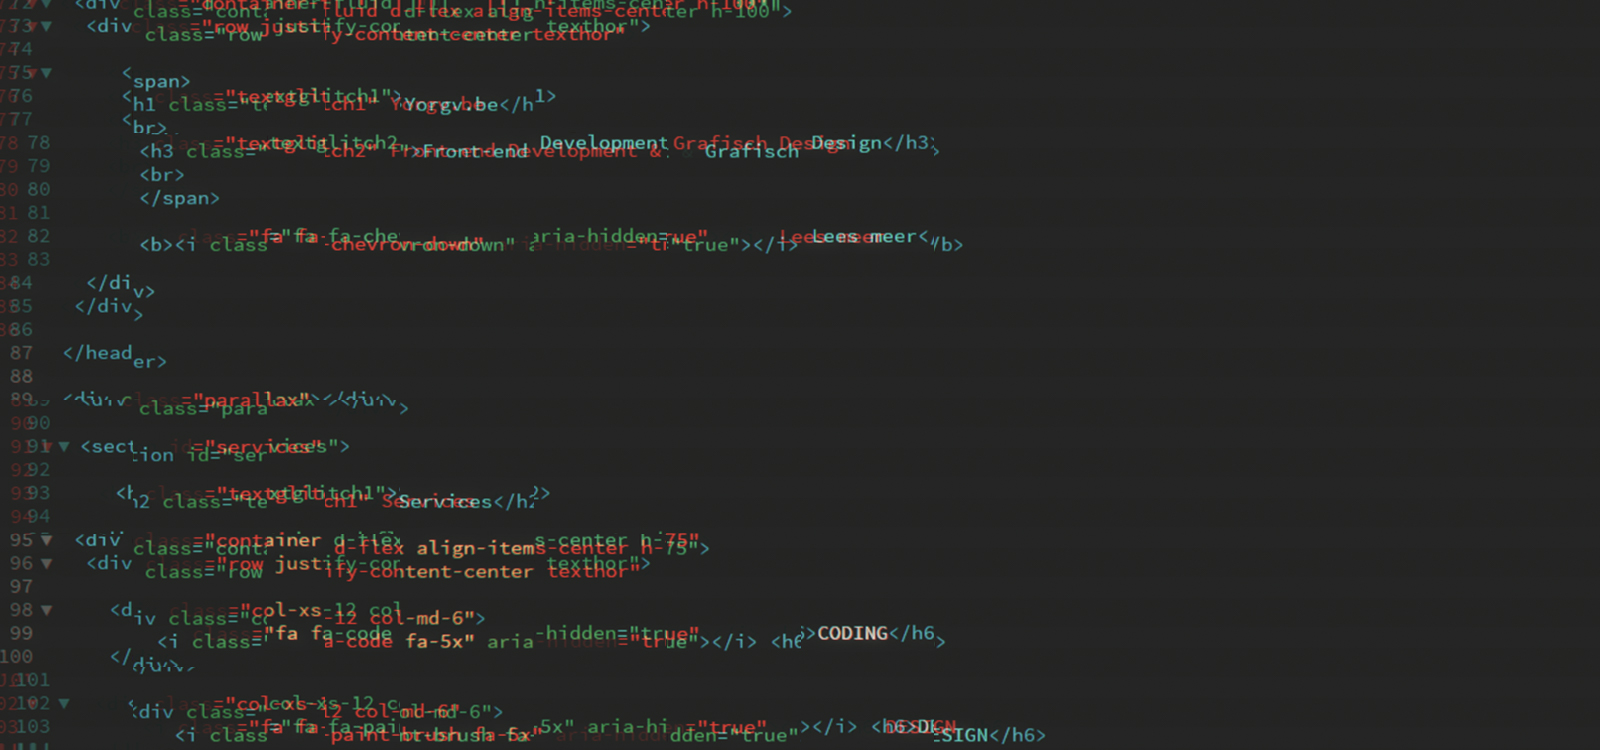 72 <div class="container-fluid d-flex align-items-center h-100">
73 <div class="row justify-content-center texthor">
74
75 <span>
76 <h1 class="textglitch1">Yorgv.be</h1>
77 <br>
78 <h3 class="textglitch2">Front-end Development & Grafisch Design</h3>
79 <br>
80 </span>
81
82 <b><i class="fa fa-chevron-down" aria-hidden="true"></i> Lees meer</b>
83
84 </div>
85 </div>
86
87 </header>
88
89 <div class="parallax"></div>
90
91 <section id="services">
92
93 <h2 class="textglitch1">Services</h2>
94
95 <div class="container d-flex align-items-center h-75">
96 <div class="row justify-content-center texthor">
97
98 <div class="col-xs-12 col-md-6">
99 <i class="fa fa-code fa-5x" aria-hidden="true"></i> <h6>CODING</h6>
100 </div>
101
102 <div class="col-xs-12 col-md-6">
103 <i class="fa fa-paint-brush fa-5x" aria-hidden="true"></i> <h6>DESIGN</h6>